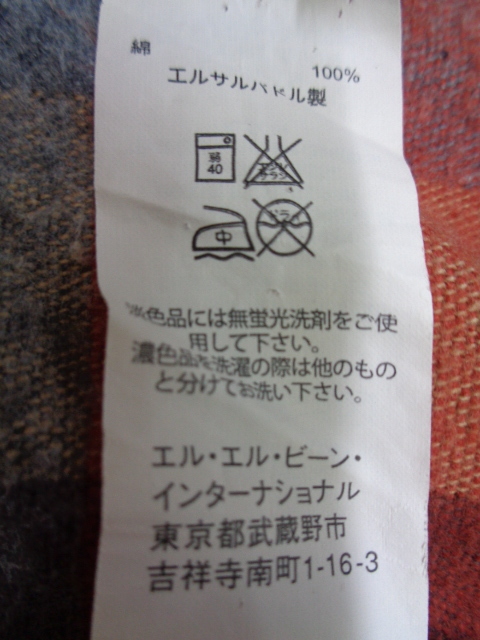 綿 100%
エルサルバドル製
弱
40
中
色品には無蛍光洗剤をご使
用して下さい。
濃色品を洗濯の際は他のもの
と分けてお洗い下さい。
エル・エル・ビーン・
インターナショナル
東京都武蔵野市
吉祥寺南町1-16-3